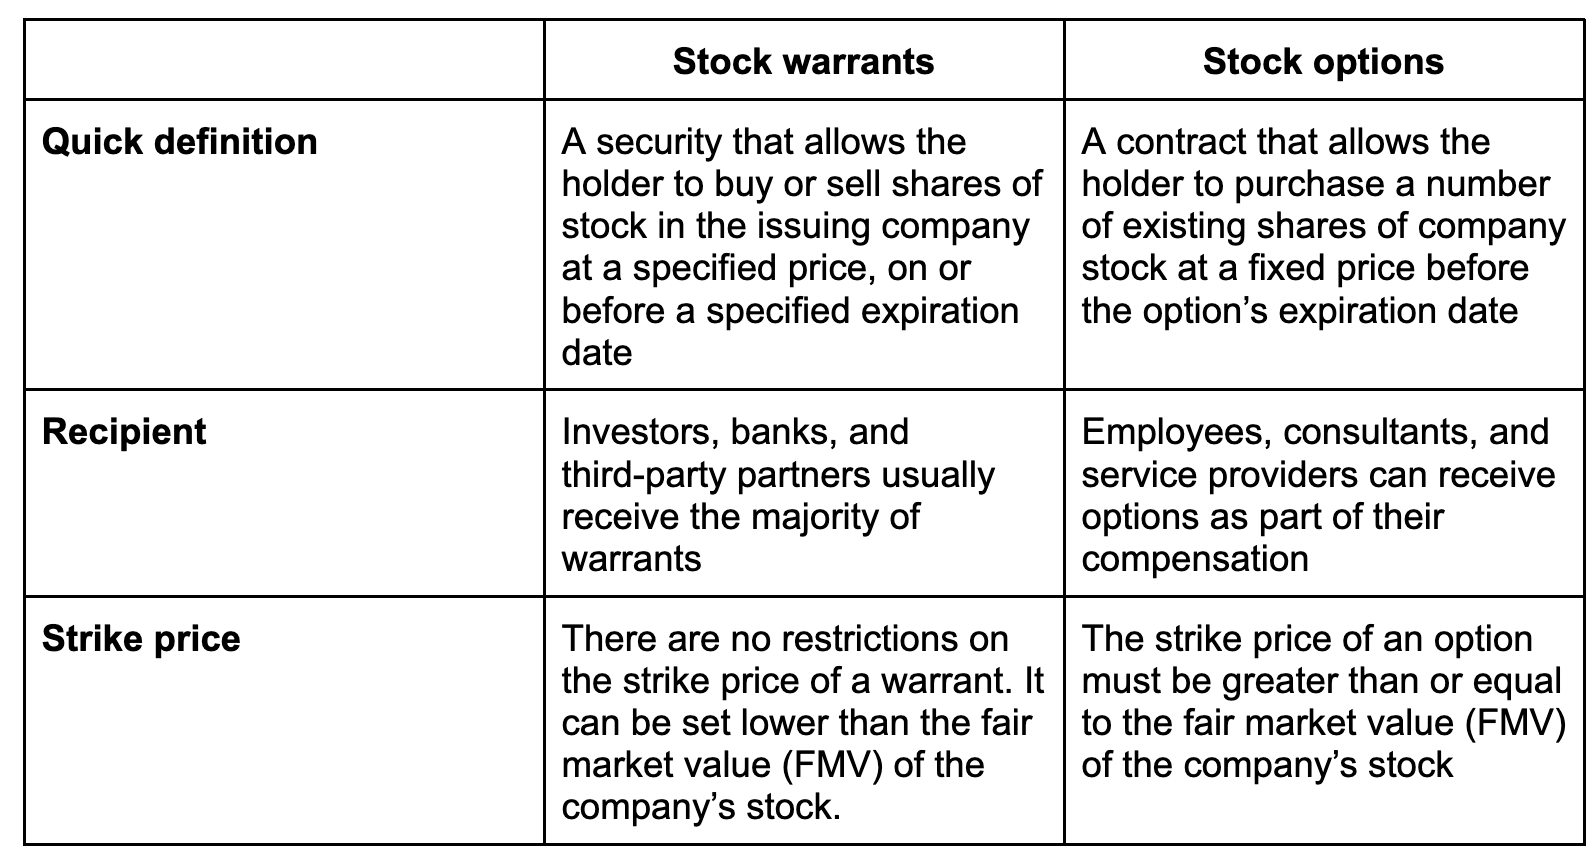 Stock warrants
Stock options
Quick definition
A security that allows the
holder to buy or sell shares of
stock in the issuing company
at a specified price, on or
before a specified expiration
date
A contract that allows the
holder to purchase a number
of existing shares of company
stock at a fixed price before
the option’s expiration date
Recipient
Investors, banks, and
third-party partners usually
receive the majority of
warrants
Employees, consultants, and
service providers can receive
options as part of their
compensation
Strike price
There are no restrictions on
the strike price of a warrant. It
can be set lower than the fair
market value (FMV) of the
company’s stock.
The strike price of an option
must be greater than or equal
to the fair market value (FMV)
of the company’s stock